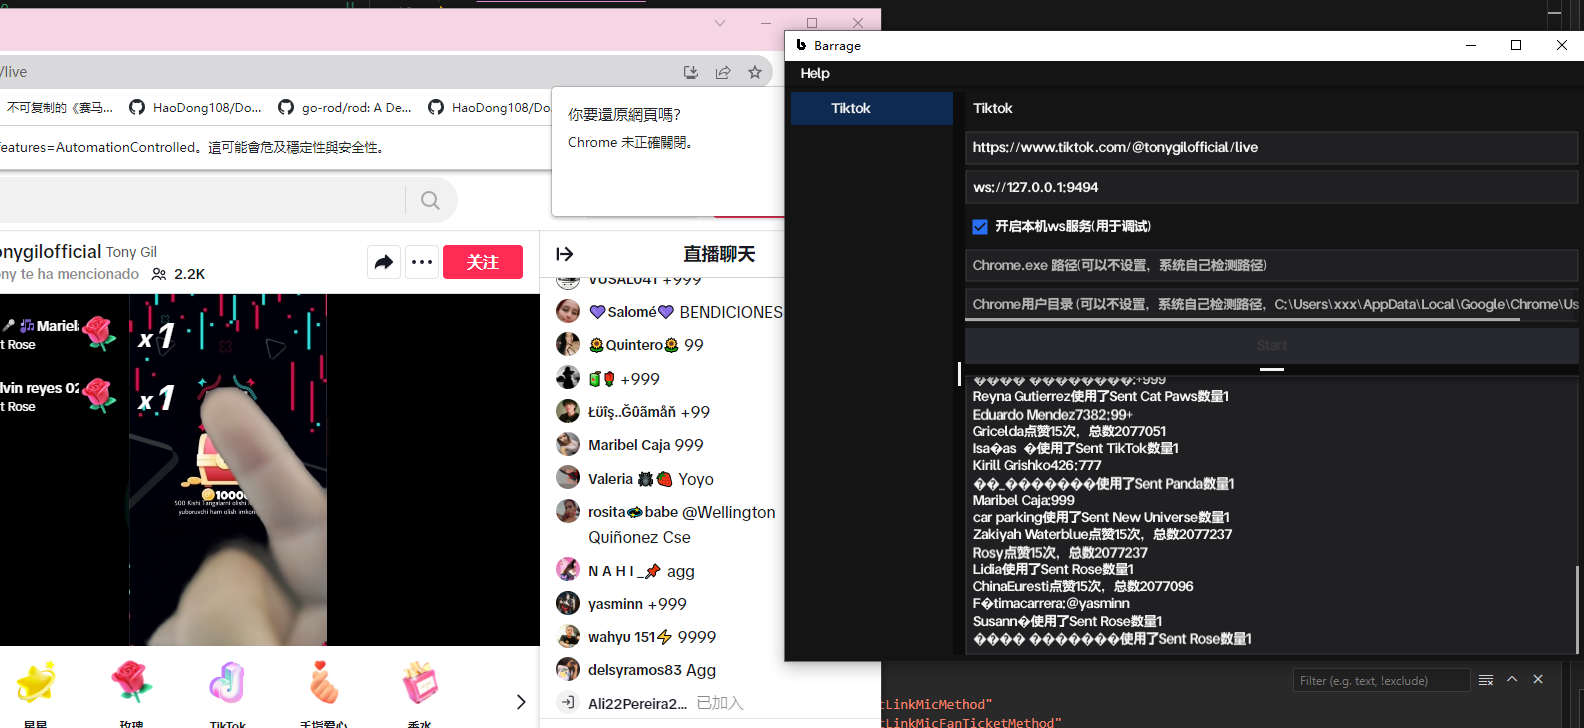 /live
不可复制的《赛马...
HaoDong108/Do...
go-rod/rod: A De...
HaoDong108/Do
eatures=AutomationControlled。這可能會危及穩定性與安全性。
你要還原網頁嗎?
Chrome 未正確關閉。
onygilofficial Tony Gil
ny te ha mencionado 2.2K
关注
Mariel
t Rose
x1
lvin reyes 02
t Rose
x1
10000
500 Kishi Tangalarni olishi
yuboruvchi ham olish imkon
星星
玫瑰
TikTok
手指爱心
香水
直播聊天
VUSAL041 +999
💜Salomé💜 BENDICIONES
🌻Quintero🌻 99
+999
Łüîş..Ğûãmåñ +99
Maribel Caja 999
Valeria 🕷🍓 Yoyo
rosita🐠babe @Wellington
Quiñonez Cse
N A H I _📌 agg
yasminn +999
wahyu 151⚡ 9999
delsyramos83 Agg
Ali22Pereira2... 已加入
Barrage
Help
Tiktok
Tiktok
https://www.tiktok.com/@tonygilofficial/live
ws://127.0.0.1:9494
开启本机ws服务(用于调试)
Chrome.exe 路径(可以不设置，系统自己检测路径)
Chrome用户目录 (可以不设置，系统自己检测路径，C:\Users\xxx\AppData\Local\Google\Chrome\Us
Start
���� ��������:+999
Reyna Gutierrez使用了Sent Cat Paws数量1
Eduardo Mendez7382:99+
Gricelda点赞15次，总数2077051
Isa�as �使用了Sent TikTok数量1
Kirill Grishko426:777
��_�������使用了Sent Panda数量1
Maribel Caja:999
car parking使用了Sent New Universe数量1
Zakiyah Waterblue点赞15次，总数2077237
Rosy点赞15次，总数2077237
Lidia使用了Sent Rose数量1
ChinaEuresti点赞15次，总数2077096
F�timacarrera:@yasminn
Susann�使用了Sent Rose数量1
���� �������使用了Sent Rose数量1
Filter (e.g. text, !exclude)
tLinkMicMethod"
tLinkMicFanTicketMethod"